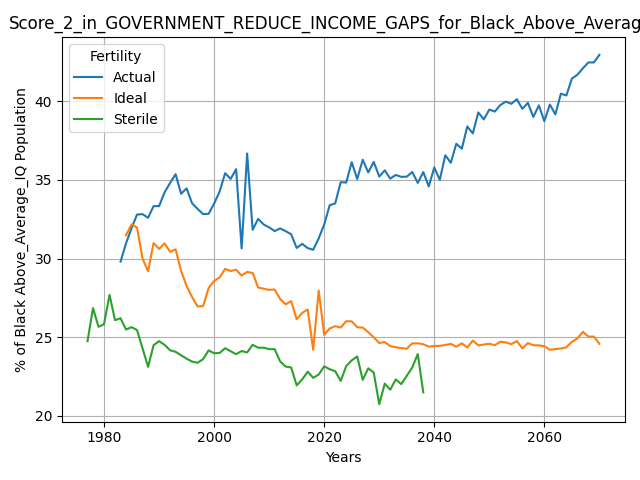 Score_2_in_GOVERNMENT_REDUCE_INCOME_GAPS_for_Black_Above_Averag
Fertility
Actual
Ideal
Sterile
% of Black Above_Average_IQ Population
40
35
30
25
20
1980 2000 2020 2040 2060
Years